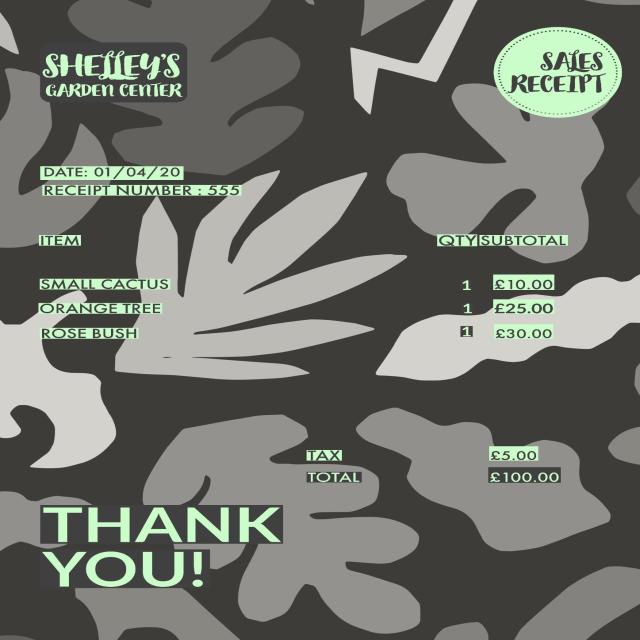 SHELLEY'S
GARDEN CENTER
SALES
RECEIPT
DATE: 01/04/20
RECEIPT NUMBER : 555
ITEM QTY SUBTOTAL
SMALL CACTUS 1 £10.00
ORANGE TREE 1 £25.00
ROSE BUSH 1 £30.00
TAX £5.00
TOTAL £100.00
THANK
YOU!